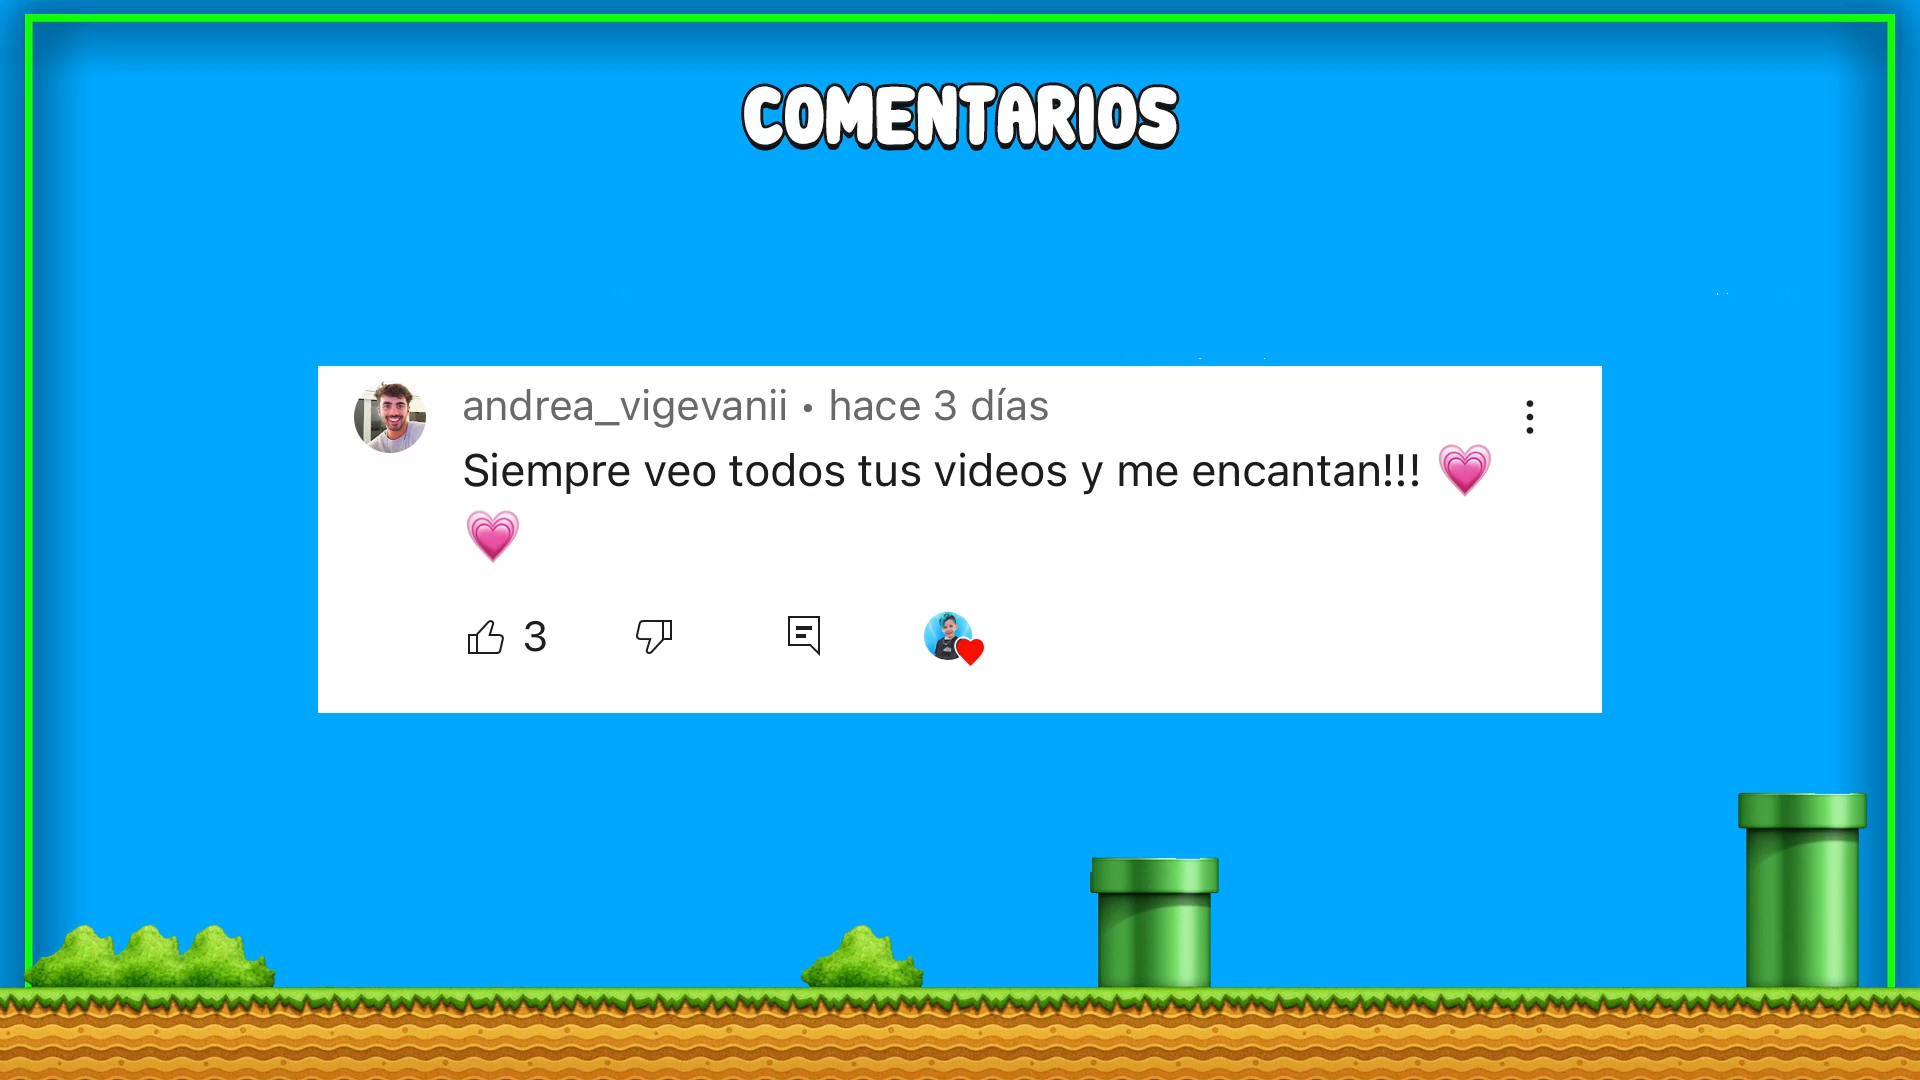 COMENTARIOS
andrea_vigevanii • hace 3 días
Siempre veo todos tus videos y me encantan!!! 💗
💗
3